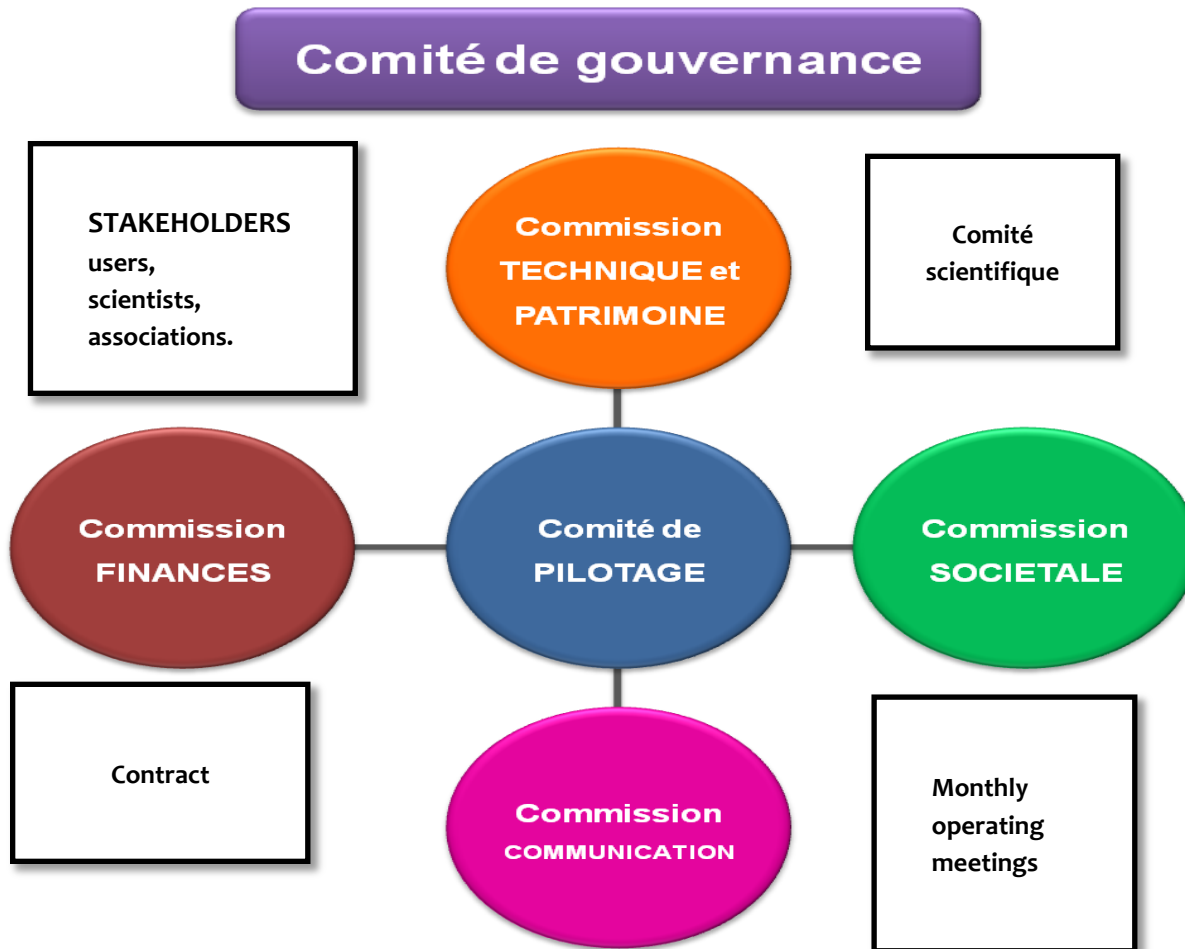 Comité de gouvernance
STAKEHOLDERS
users,
scientists,
associations.
Commission
TECHNIQUE et
PATRIMOINE
Comité
scientifique
Commission
FINANCES
Comité de
PILOTAGE
Commission
SOCIETALE
Contract
Commission
COMMUNICATION
Monthly
operating
meetings